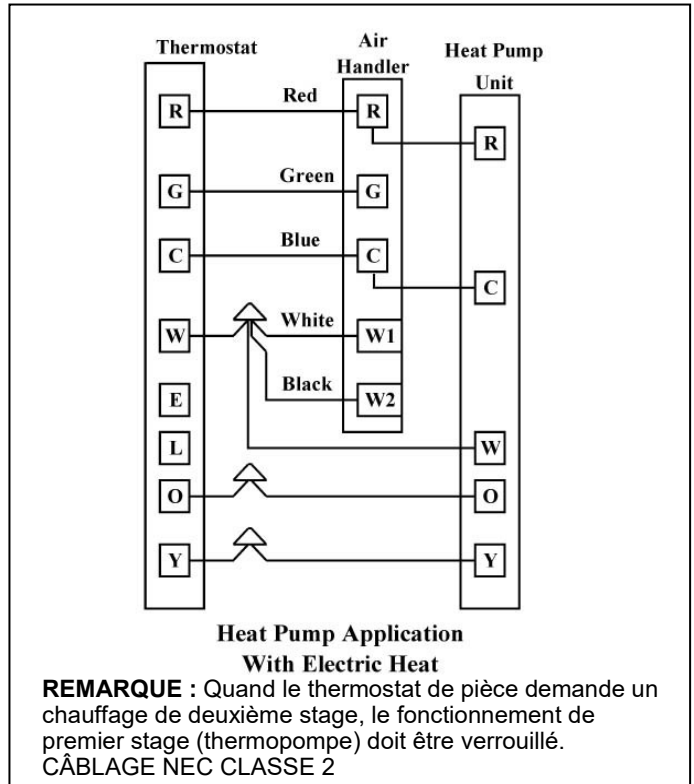 Thermostat
Air
Handler
Heat Pump
Unit
R
Red
R
R
G
Green
G
C
Blue
C
C
W
White
W1
E
Black
W2
L
W
O
O
Y
Y
Heat Pump Application
With Electric Heat
REMARQUE : Quand le thermostat de pièce demande un
chauffage de deuxième stage, le fonctionnement de
premier stage (thermopompe) doit être verrouillé.
CÂBLAGE NEC CLASSE 2